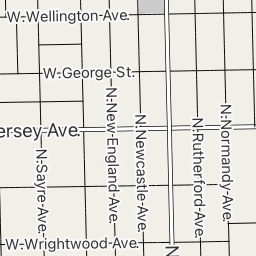 W·Wellington·Ave.
W·George·St.
ersey·Ave.
N·Sayre·Ave.
N·New·England·Ave.
N·Newcastle·Ave.
N·Rutherford·Ave.
N·Normandy·Ave.
W·Wrightwood·Ave.
N